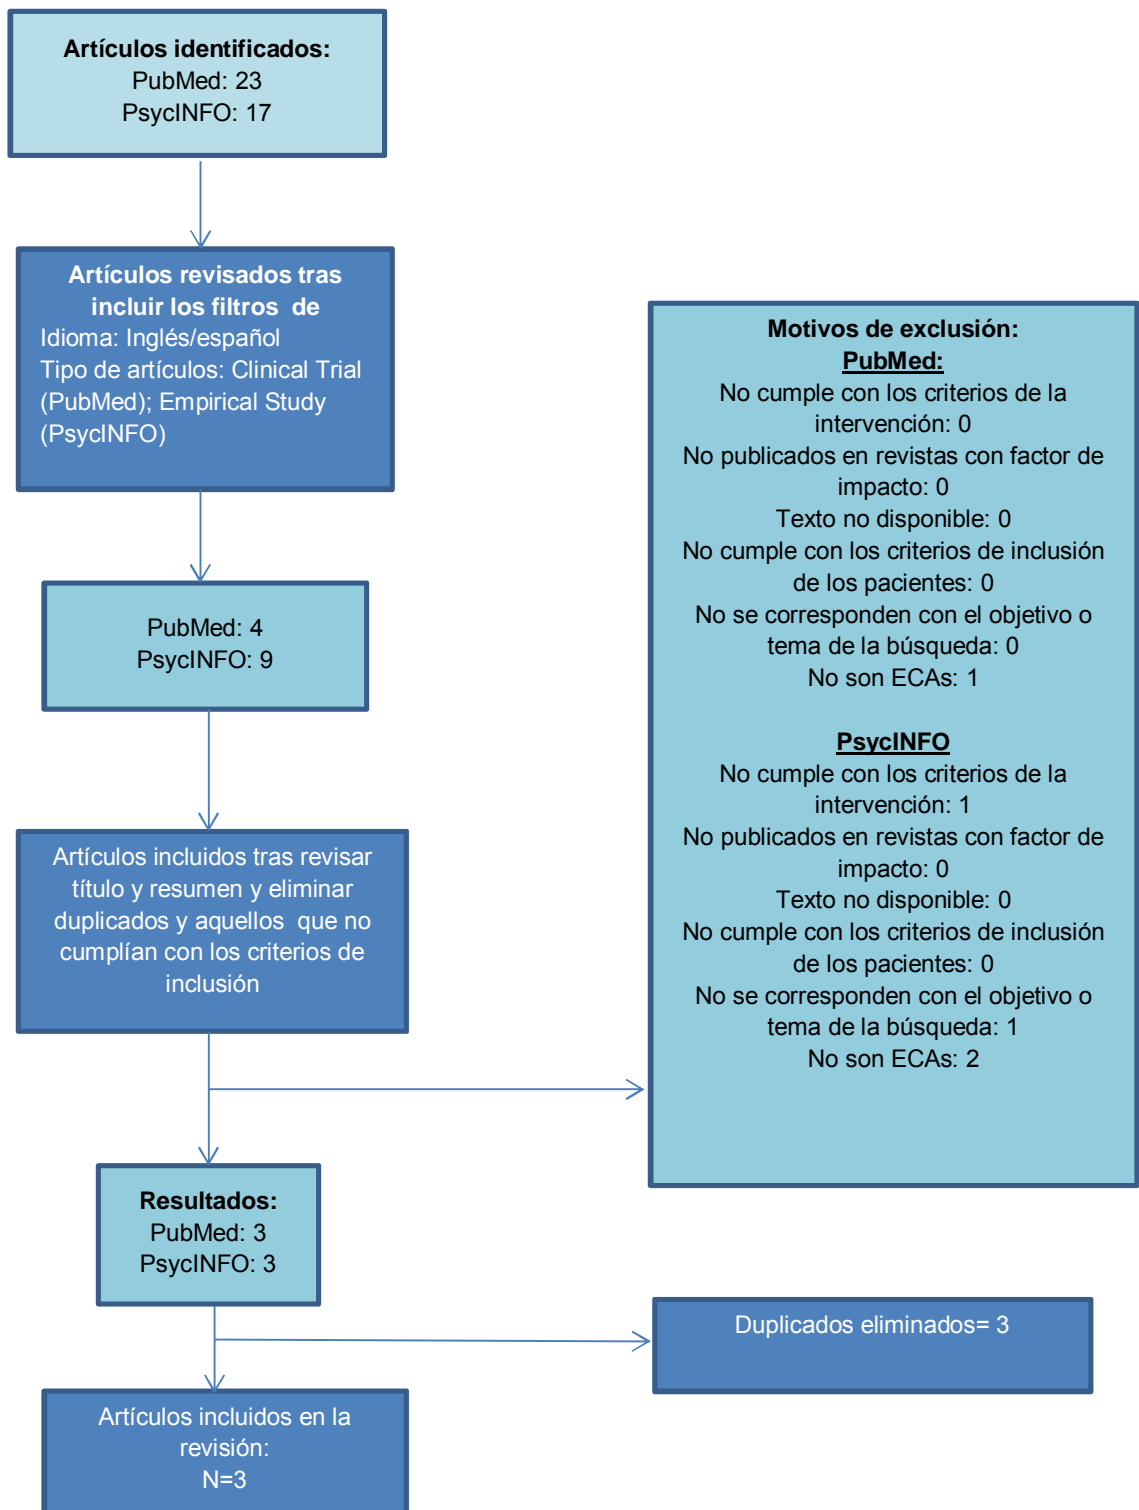 Artículos identificados:
PubMed: 23
PsycINFO: 17
Artículos revisados tras
incluir los filtros de
Idioma: Inglés/español
Tipo de artículos: Clinical Trial
(PubMed); Empirical Study
(PsycINFO)
PubMed: 4
PsycINFO: 9
Artículos incluidos tras revisar
título y resumen y eliminar
duplicados y aquellos que no
cumplían con los criterios de
inclusión
Motivos de exclusión:
PubMed:
No cumple con los criterios de la
intervención: 0
No publicados en revistas con factor de
impacto: 0
Texto no disponible: 0
No cumple con los criterios de inclusión
de los pacientes: 0
No se corresponden con el objetivo o
tema de la búsqueda: 0
No son ECAs: 1
PsycINFO
No cumple con los criterios de la
intervención: 1
No publicados en revistas con factor de
impacto: 0
Texto no disponible: 0
No cumple con los criterios de inclusión
de los pacientes: 0
No se corresponden con el objetivo o
tema de la búsqueda: 1
No son ECAs: 2
Resultados:
PubMed: 3
PsycINFO: 3
Duplicados eliminados= 3
Artículos incluidos en la
revisión:
N=3